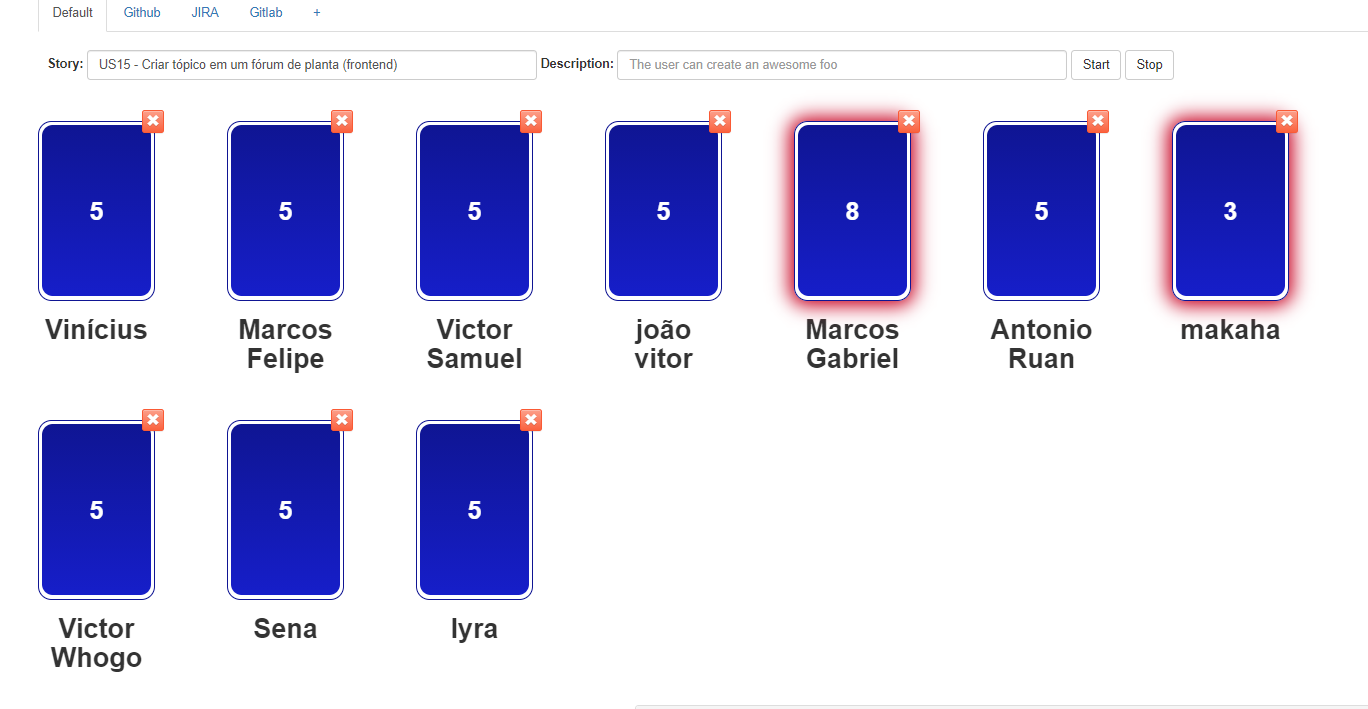 Default Github JIRA Gitlab +
Story: US15 - Criar tópico em um fórum de planta (frontend) Description: The user can create an awesome foo Start Stop
5 5 5 5 8 5 3
Vinícius Marcos Felipe Victor Samuel joão vitor Marcos Gabriel Antonio Ruan makaha
5 5 5
Victor Whogo Sena lyra